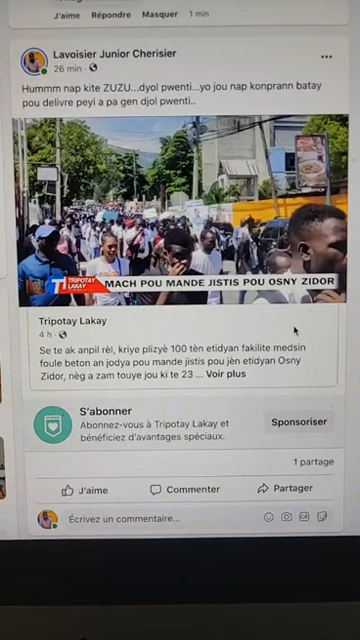 J'aime Répondre Masquer 1 min
Lavoisier Junior Cherisier
26 min ·
Hummm nap kite ZUZU...dyol pwenti...yo jou nap konprann batay
pou delivre peyi a pa gen djol pwenti..
TRIPOTAY
LAKAY
MACH POU MANDE JISTIS POU OSNY ZIDOR
Tripotay Lakay
4 h ·
Se te ak anpil rèl, kriye plizyè 100 tèn etidyan fakilite medsin
foule beton an jodya pou mande jistis pou jèn etidyan Osny
Zidor, nèg a zam touye jou ki te 23 ... Voir plus
S'abonner
Abonnez-vous à Tripotay Lakay et
bénéficiez d'avantages spéciaux.
Sponsoriser
1 partage
J'aime Commenter Partager
Écrivez un commentaire...